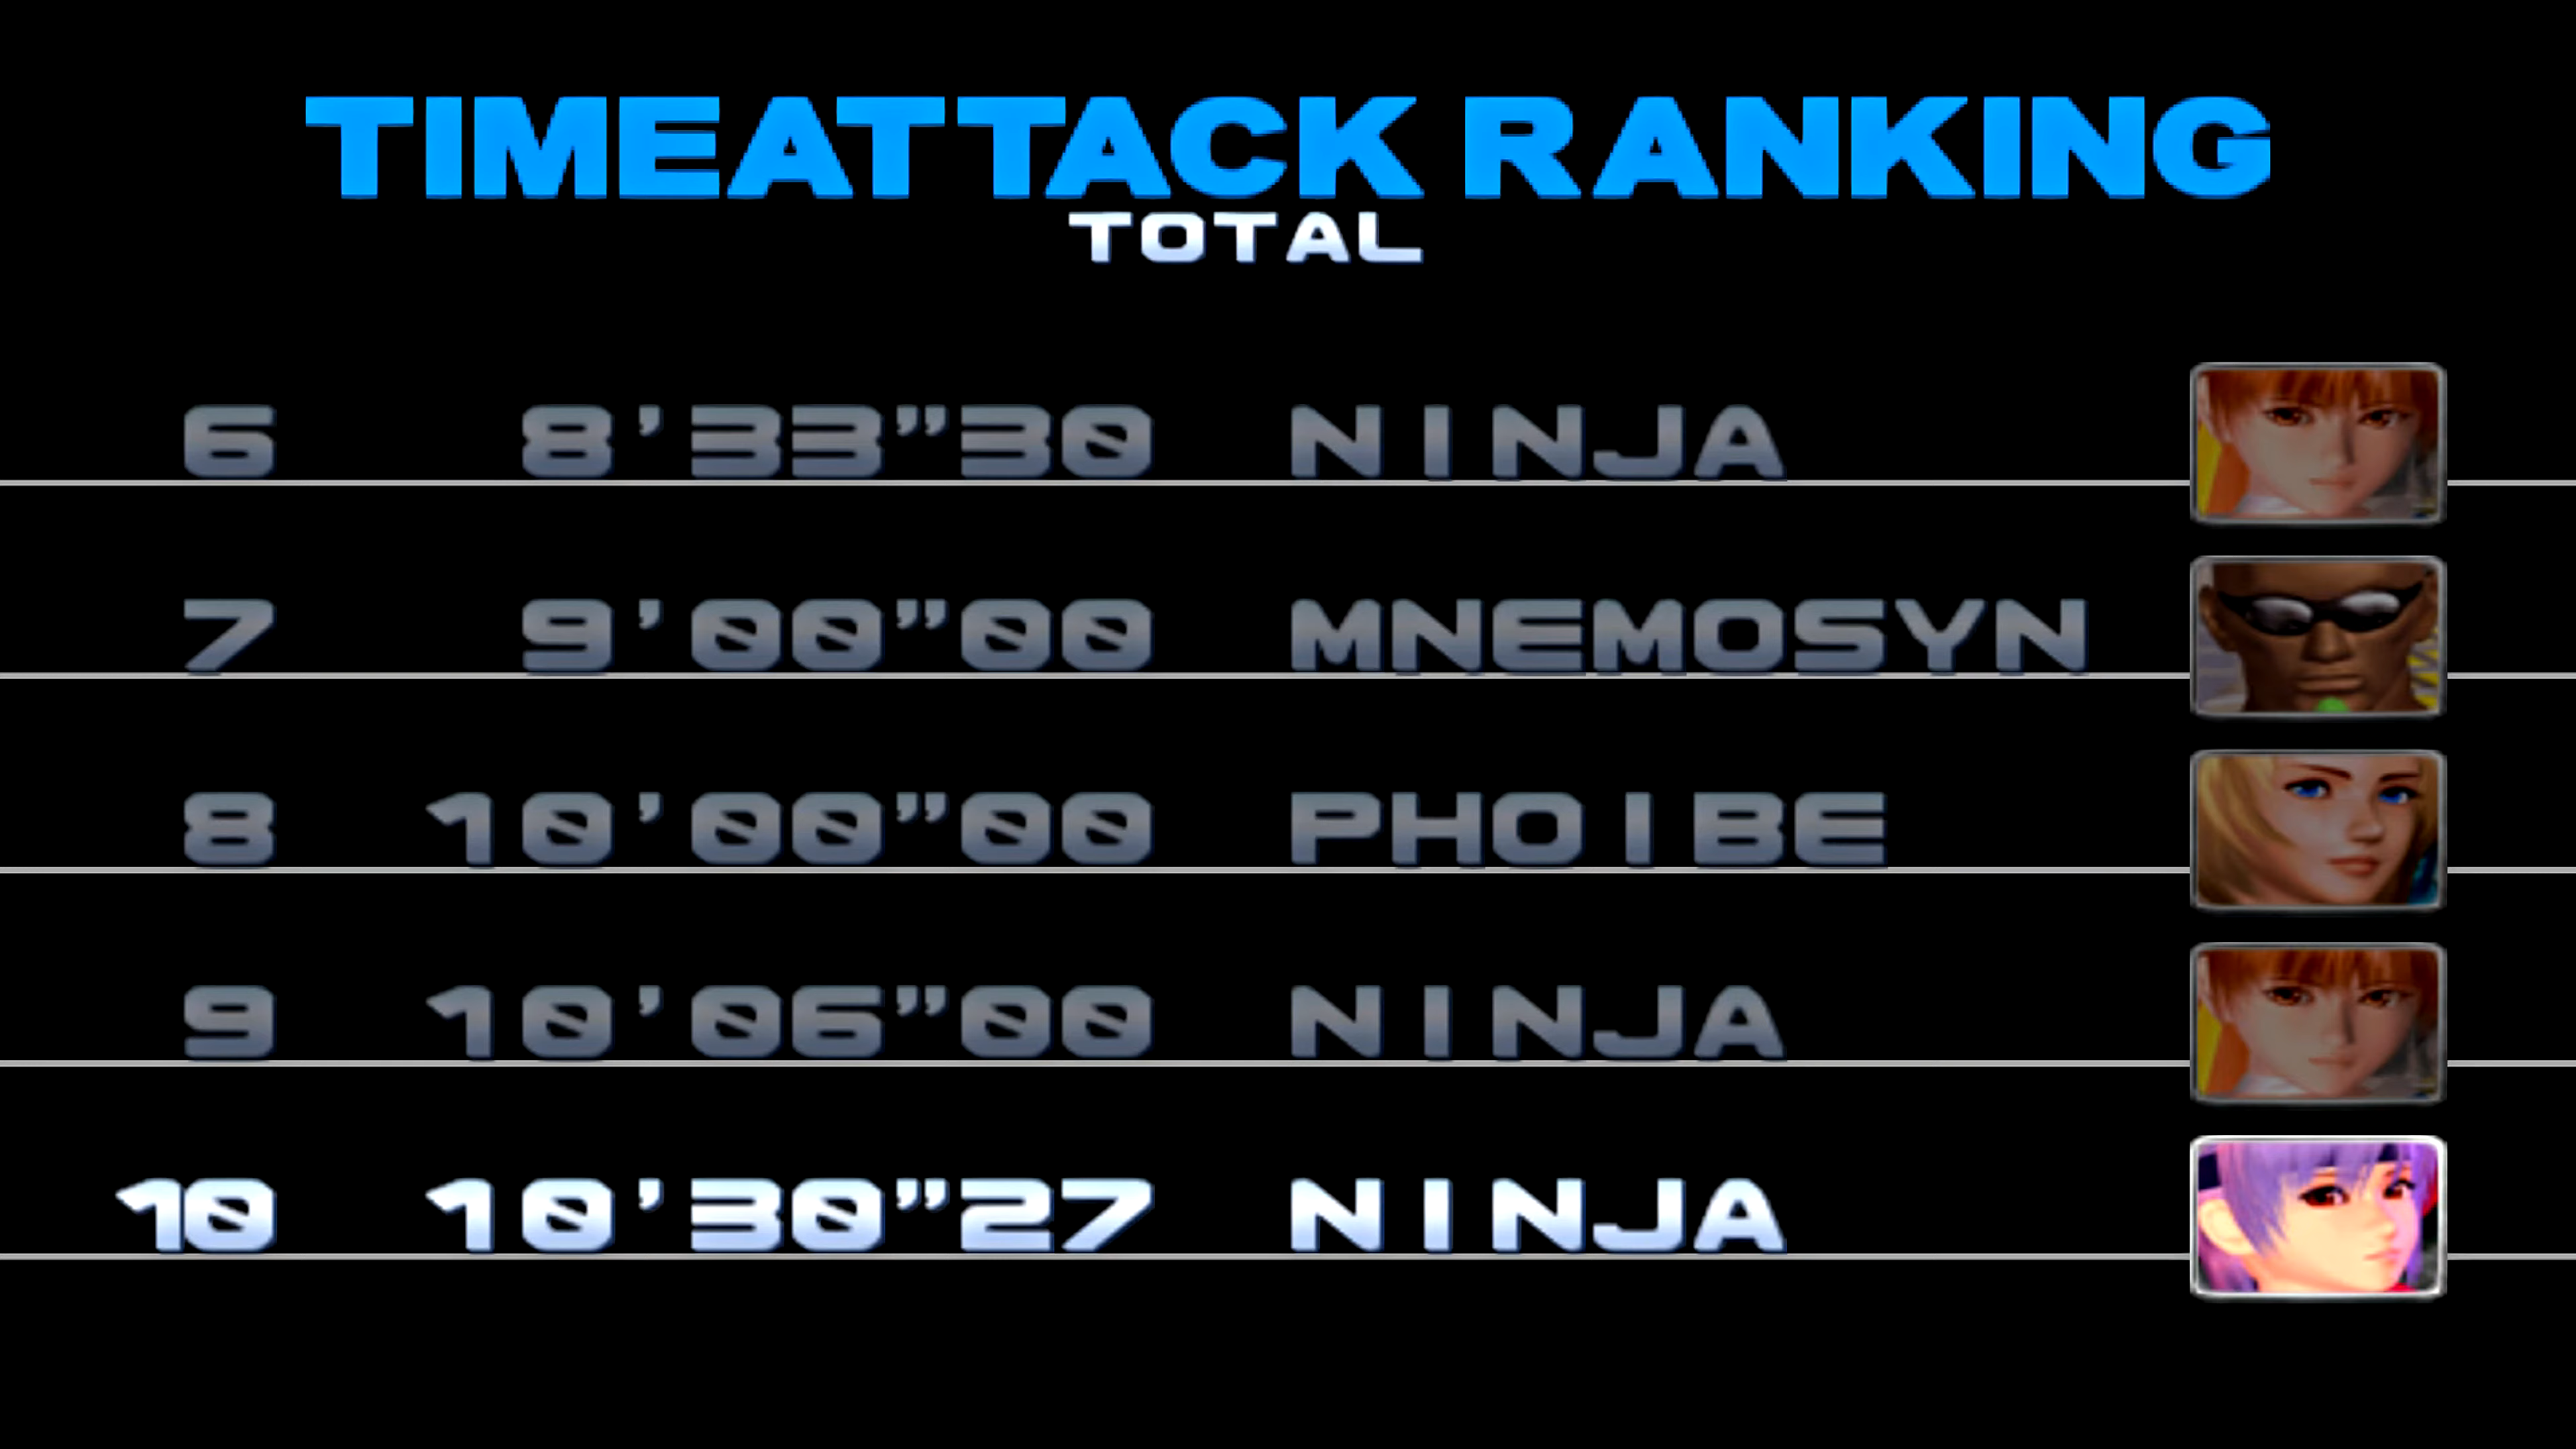 TIMEATTACK RANKING
TOTAL
6 8'33"30 NINJA
7 9'00"00 MNEMOSYN
8 10'00"00 PHOIBE
9 10'06"00 NINJA
10 10'30"27 NINJA